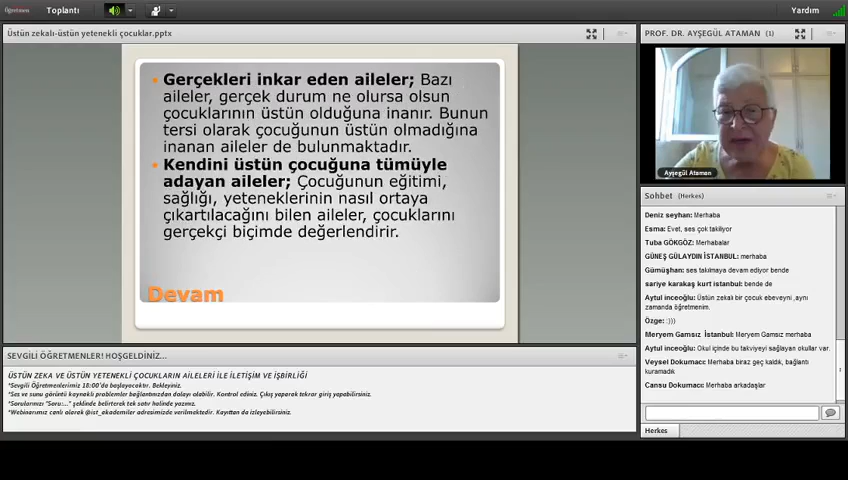 Öğretmen
Toplantı
Yardım
Üstün zekalı-üstün yetenekli çocuklar.pptx
Gerçekleri inkar eden aileler; Bazı
aileler, gerçek durum ne olursa olsun
çocuklarının üstün olduğuna inanır. Bunun
tersi olarak çocuğunun üstün olmadığına
inanan aileler de bulunmaktadır.
Kendini üstün çocuğuna tümüyle
adayan aileler; Çocuğunun eğitimi,
sağlığı, yeteneklerinin nasıl ortaya
çıkartılacağını bilen aileler, çocuklarını
gerçekçi biçimde değerlendirir.
Devam
SEVGİLİ ÖĞRETMENLER! HOŞGELDİNİZ...
ÜSTÜN ZEKA VE ÜSTÜN YETENEKLİ ÇOCUKLARIN AİLELERİ İLE İLETİŞİM VE İŞBİRLİĞİ
*Sevgili Öğretmenlerimiz 18:00'da başlayacaktır. Bekleyiniz.
*Ses ve sunu görüntü kaynaklı problemler bağlantınızdan dolayı olabilir. Kontrol ediniz. Çıkış yaparak tekrar giriş yapabilirsiniz.
*Sorularınızı "Soru:..." şeklinde belirterek tek satır halinde yazınız.
*Webinarımız canlı olarak @ist_akademiler adresimizde verilmektedir. Kayıttan da izleyebilirsiniz.
PROF. DR. AYŞEGÜL ATAMAN (1)
Ayşegül Ataman
Sohbet (Herkes)
Deniz seyhan: Merhaba
Esma: Evet, ses çok takılıyor
Tuba GÖKGÖZ: Merhabalar
GÜNEŞ GÜLAYDIN İSTANBUL: merhaba
Gümüşhan: ses takılmaya devam ediyor bende
sariye karakaş kurt istanbul: bende de
Aytul inceoğlu: Üstün zekalı bir çocuk ebeveyni ,aynı
zamanda öğretmenim.
Özge: :)))
Meryem Gamsız İstanbul: Meryem Gamsız merhaba
Aytul inceoğlu: Okul içinde bu takviyeyi sağlayan okullar var.
Veysel Dokumacı: Merhaba biraz geç kaldık, bağlantı
kuramadık
Cansu Dokumacı: Merhaba arkadaşlar
Herkes